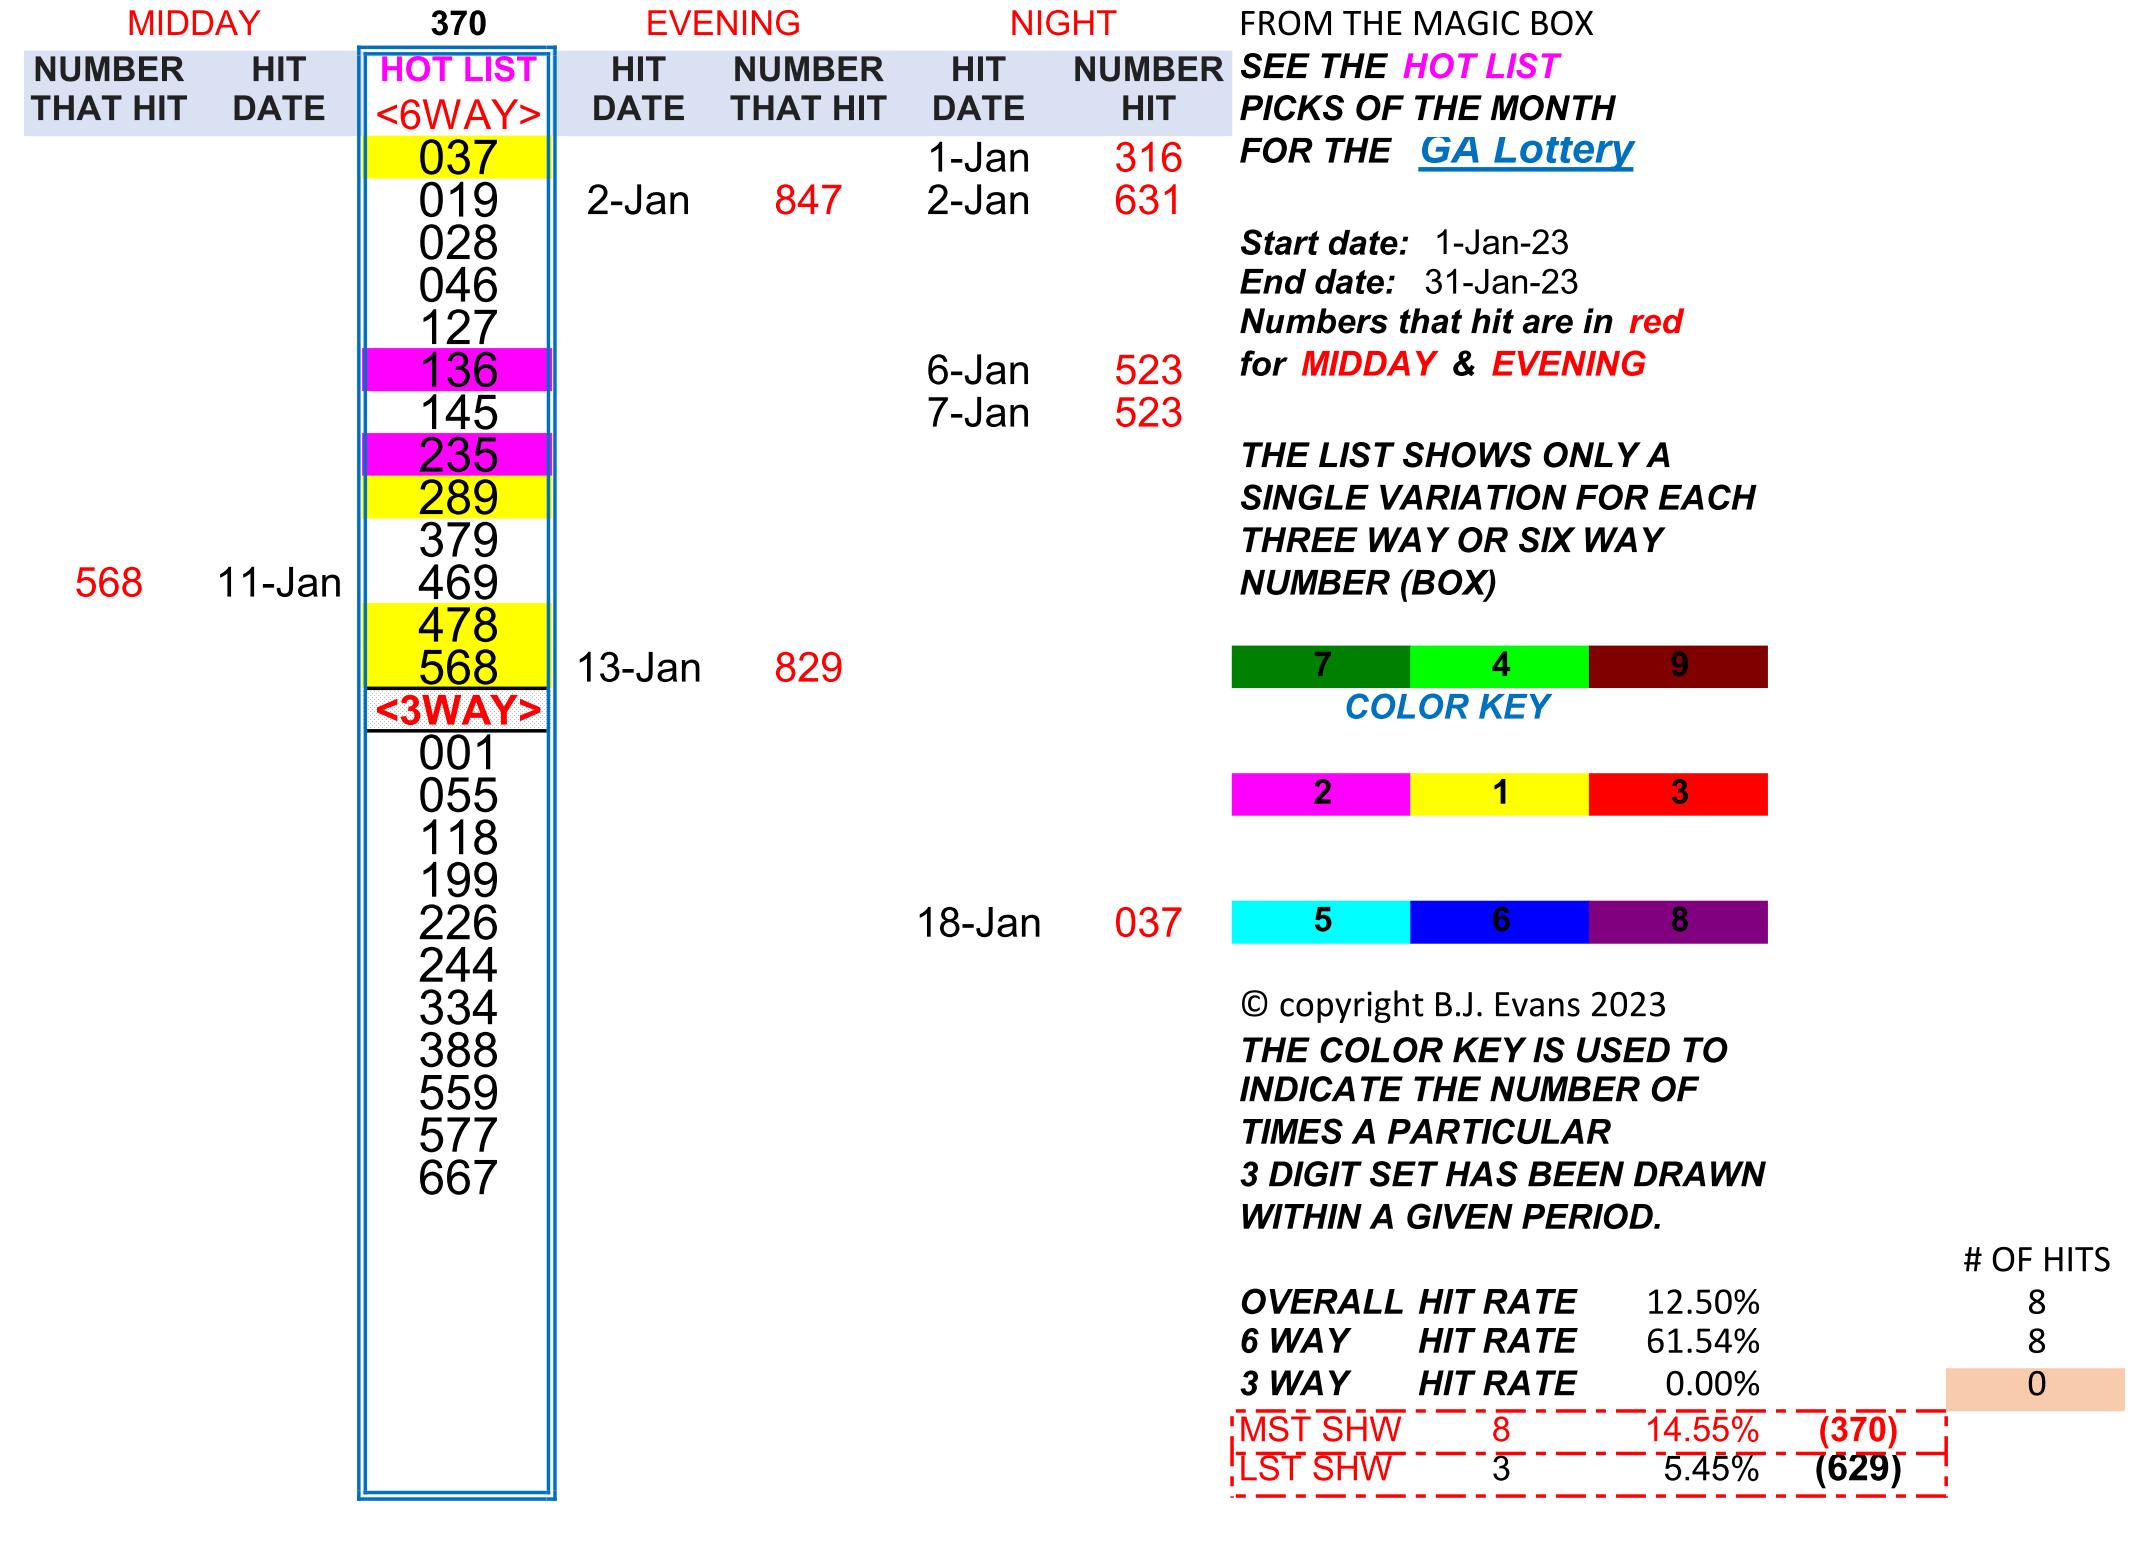 MIDDAY 370 EVENING NIGHT FROM THE MAGIC BOX
NUMBER HIT HOT LIST HIT NUMBER HIT NUMBER SEE THE HOT LIST
THAT HIT DATE <6WAY> DATE THAT HIT DATE HIT PICKS OF THE MONTH
037 1-Jan 316 FOR THE GA Lottery
019 2-Jan 847 2-Jan 631
028 Start date: 1-Jan-23
046 End date: 31-Jan-23
127 Numbers that hit are in red
136 6-Jan 523 for MIDDAY & EVENING
145 7-Jan 523
235 THE LIST SHOWS ONLY A
289 SINGLE VARIATION FOR EACH
379 THREE WAY OR SIX WAY
568 11-Jan 469 NUMBER (BOX)
478
568 13-Jan 829 7 4 9
<3WAY> COLOR KEY
001
055 2 1 3
118
199
226 18-Jan 037 5 6 8
244
334 © copyright B.J. Evans 2023
388 THE COLOR KEY IS USED TO
559 INDICATE THE NUMBER OF
577 TIMES A PARTICULAR
667 3 DIGIT SET HAS BEEN DRAWN
WITHIN A GIVEN PERIOD.
# OF HITS
OVERALL HIT RATE 12.50% 8
6 WAY HIT RATE 61.54% 8
3 WAY HIT RATE 0.00% 0
MST SHW 8 14.55% (370)
LST SHW 3 5.45% (629)